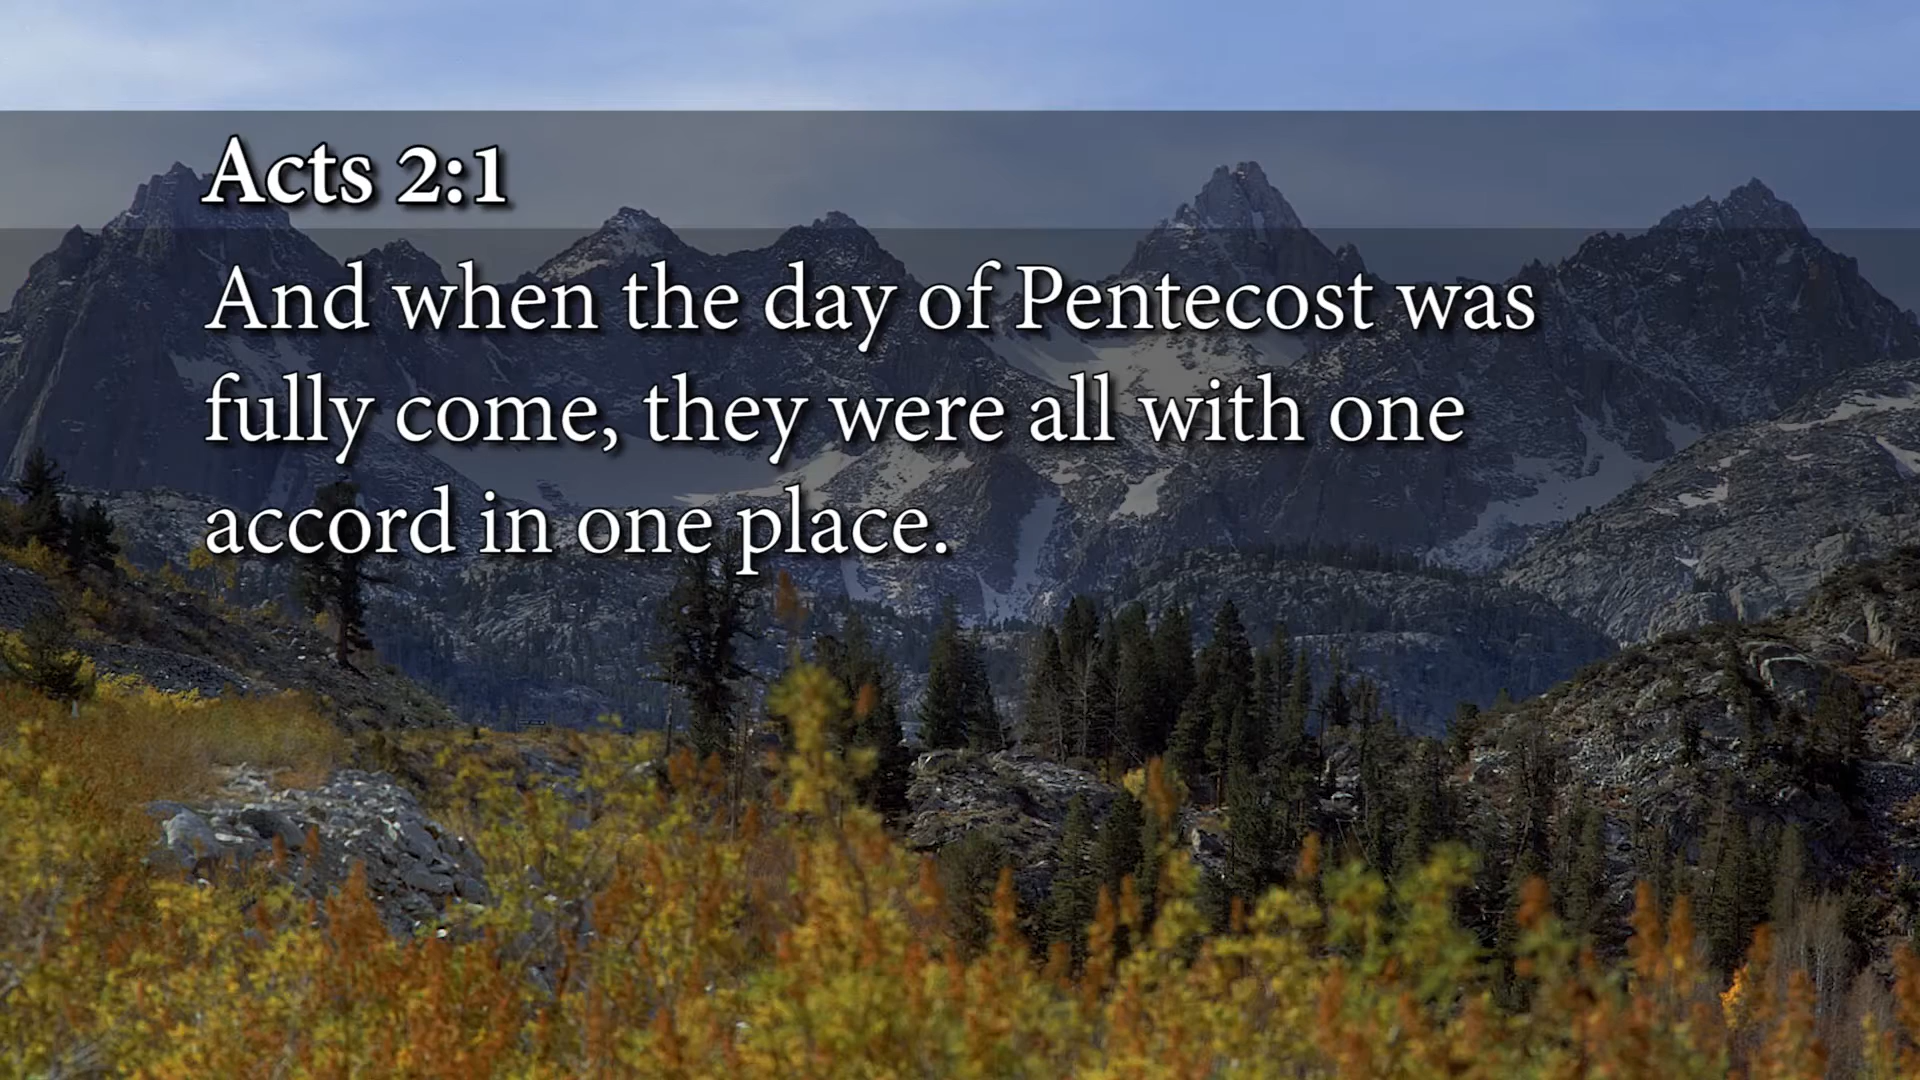 Acts 2:1
And when the day of Pentecost was
fully come, they were all with one
accord in one place.